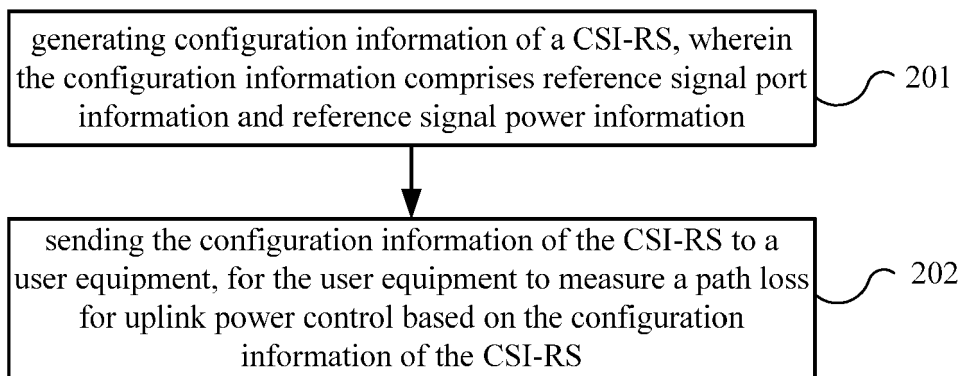 generating configuration information of a CSI-RS, wherein
the configuration information comprises reference signal port
information and reference signal power information
201
sending the configuration information of the CSI-RS to a
user equipment, for the user equipment to measure a path loss
for uplink power control based on the configuration
information of the CSI-RS
202